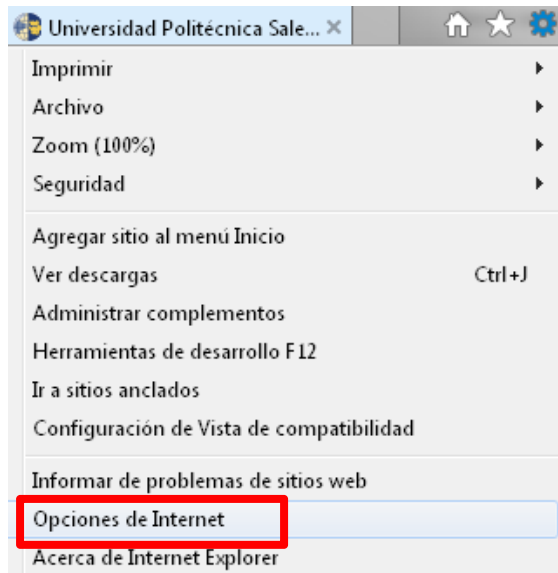 Universidad Politécnica Sale...
Imprimir
Archivo
Zoom (100%)
Seguridad
Agregar sitio al menú Inicio
Ver descargas Ctrl+J
Administrar complementos
Herramientas de desarrollo F12
Ir a sitios anclados
Configuración de Vista de compatibilidad
Informar de problemas de sitios web
Opciones de Internet
Acerca de Internet Explorer